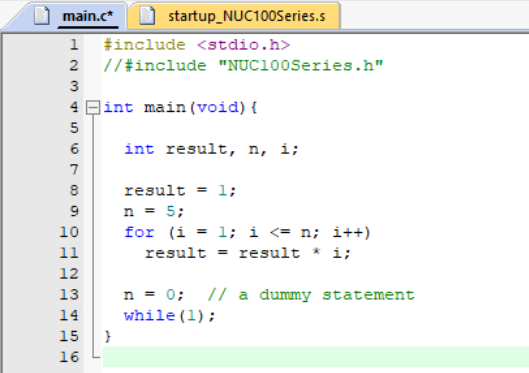 main.c* startup_NUC100Series.s
1 #include <stdio.h>
2 //#include "NUC100Series.h"
3
4 int main(void){
5
6 int result, n, i;
7
8 result = 1;
9 n = 5;
10 for (i = 1; i <= n; i++)
11 result = result * i;
12
13 n = 0; // a dummy statement
14 while(1);
15 }
16